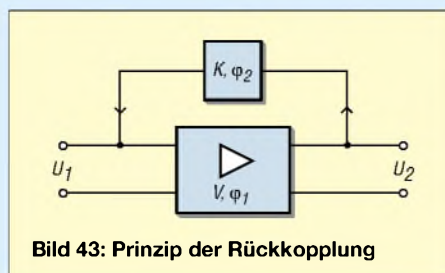 K, φ2
U1
U2
V, φ1
Bild 43: Prinzip der Rückkopplung